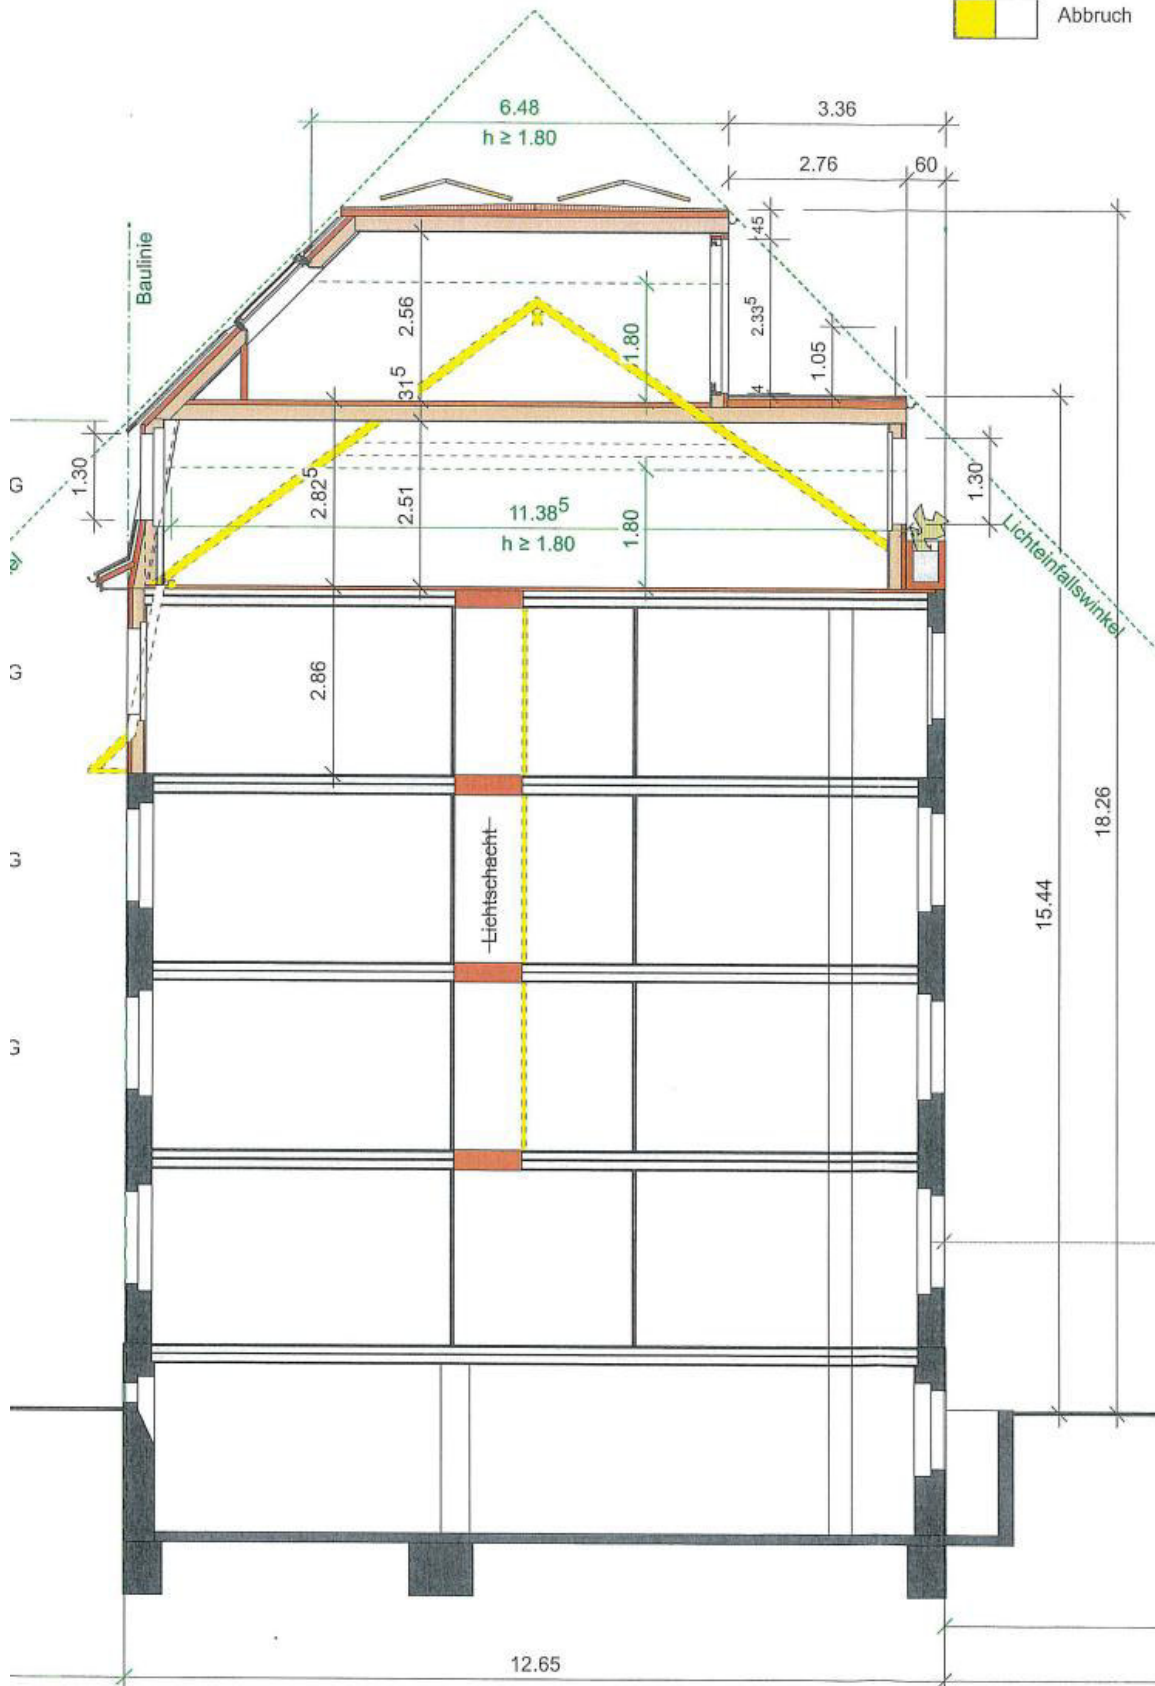 Abbruch
6.48
h ≥ 1.80
3.36
2.76
60
Baulinie
45
2.56
2.33⁵
1.80
1.05
31⁵
4
1.30
G
2.82⁵
2.51
11.38⁵
h ≥ 1.80
1.80
1.30
Lichteinfallswinkel
2.86
G
18.26
Lichtschacht
G
15.44
G
12.65